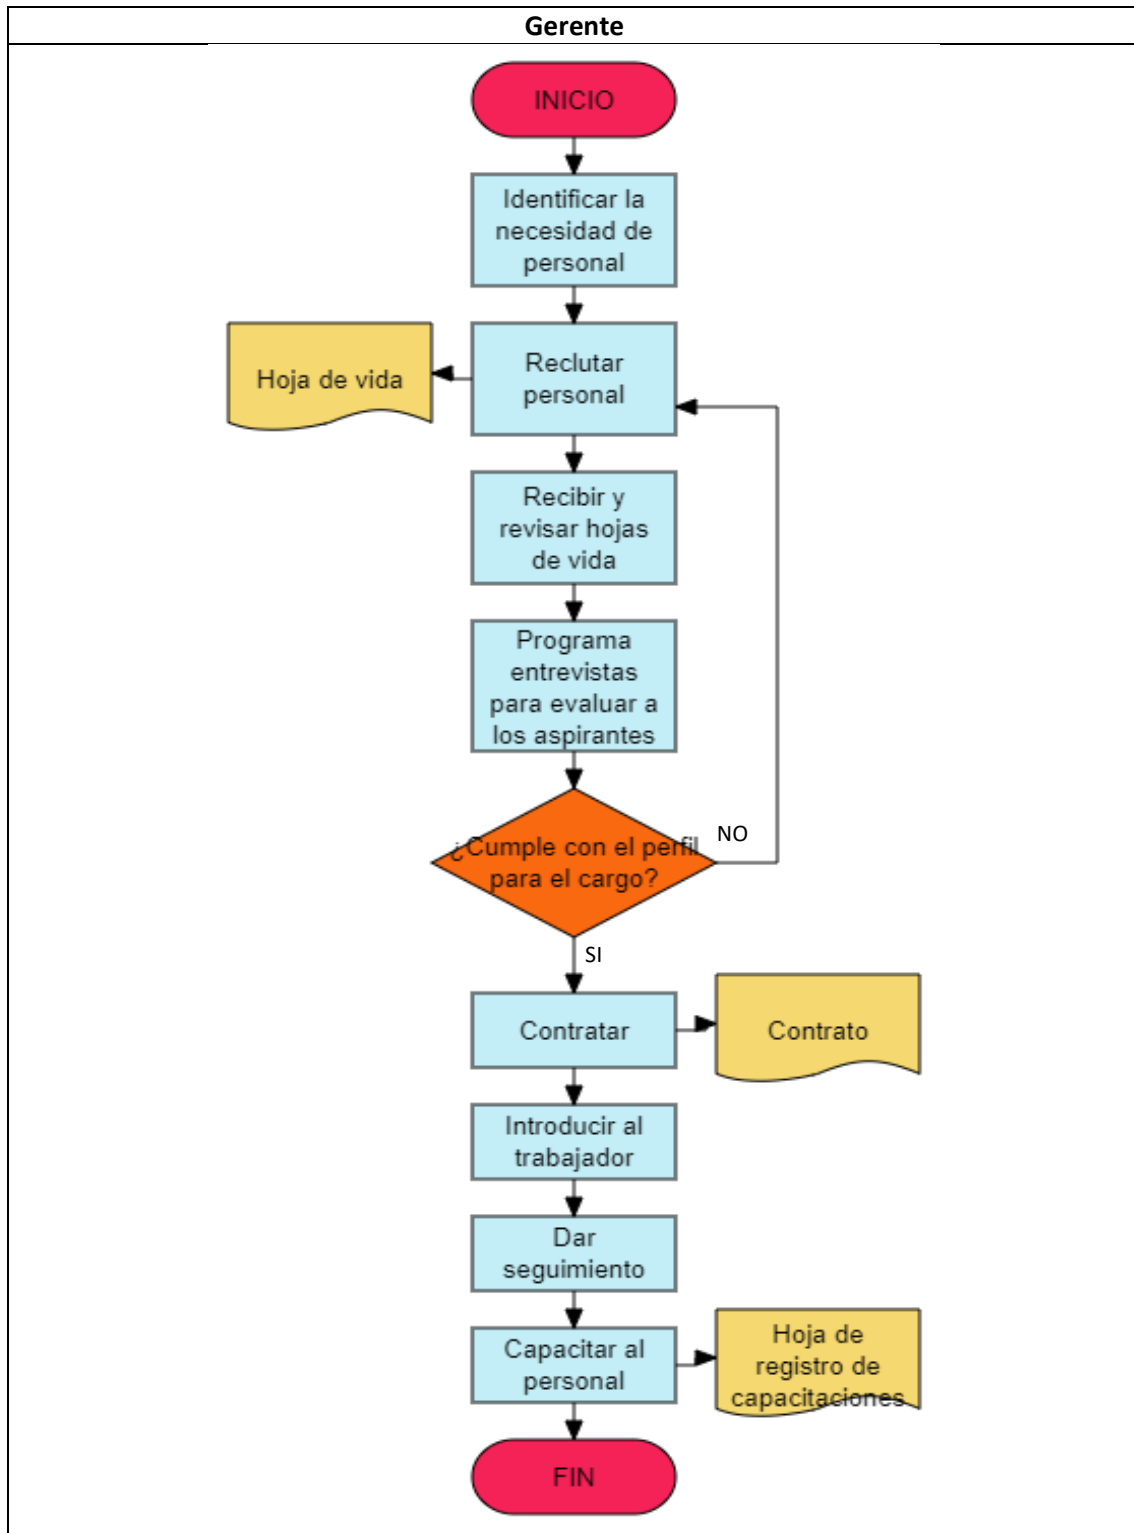 Gerente
INICIO
Identificar la
necesidad de
personal
Hoja de vida
Reclutar
personal
Recibir y
revisar hojas
de vida
Programa
entrevistas
para evaluar a
los aspirantes
¿Cumple con el perfil
para el cargo?
NO
SI
Contratar
Contrato
Introducir al
trabajador
Dar
seguimiento
Capacitar al
personal
Hoja de
registro de
capacitaciones
FIN